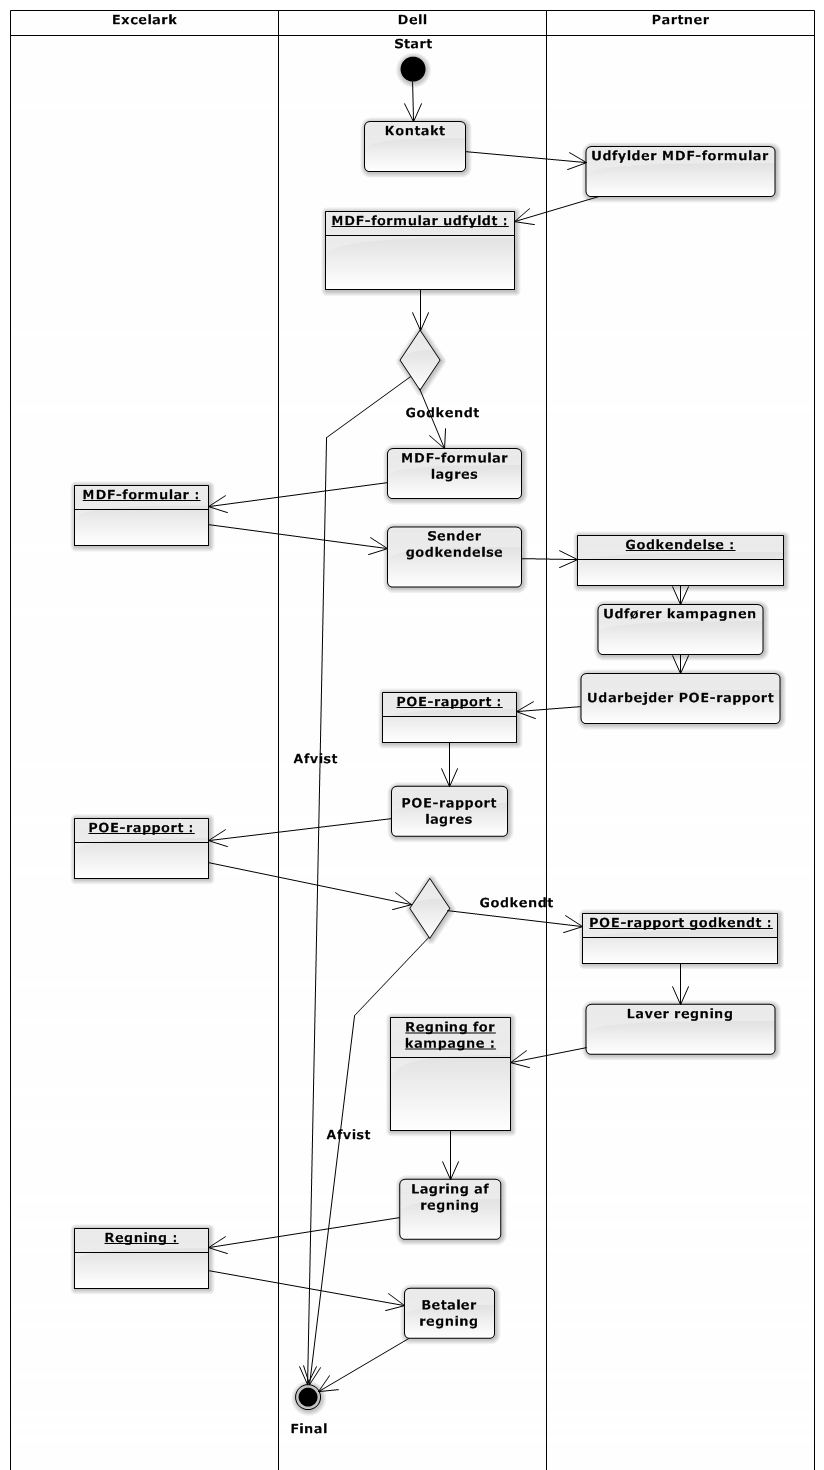 Excelark
Dell
Partner
Start
Kontakt
Udfylder MDF-formular
MDF-formular udfyldt :
Godkendt
MDF-formular
lagres
MDF-formular :
Sender
godkendelse
Godkendelse :
Udfører kampagnen
Udarbejder POE-rapport
POE-rapport :
Afvist
POE-rapport
lagres
POE-rapport :
Godkendt
POE-rapport godkendt :
Laver regning
Regning for
kampagne :
Afvist
Lagring af
regning
Regning :
Betaler
regning
Final